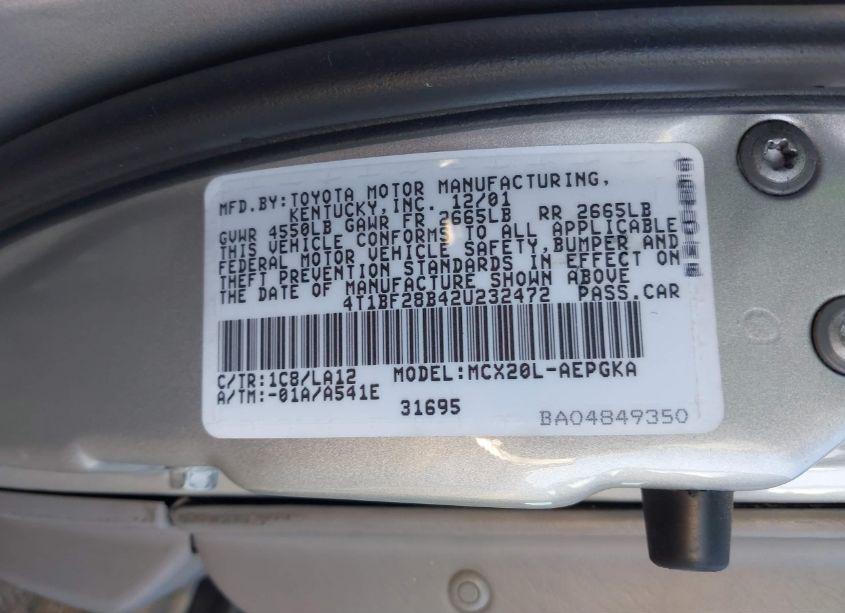 MFD.BY:TOYOTA MOTOR MANUFACTURING,
KENTUCKY,INC. 12/01
GVWR 4550LB GAWR FR 2665LB RR 2665LB
THIS VEHICLE CONFORMS TO ALL APPLICABLE
FEDERAL MOTOR VEHICLE SAFETY,BUMPER AND
THEFT PREVENTION STANDARDS IN EFFECT ON
THE DATE OF MANUFACTURE SHOWN ABOVE
4T1BF28B42U232472 PASS.CAR
C/TR:1C8/LA12 MODEL:MCX20L-AEPGKA
A/TM:-01A/A541E
31695
BA04849350